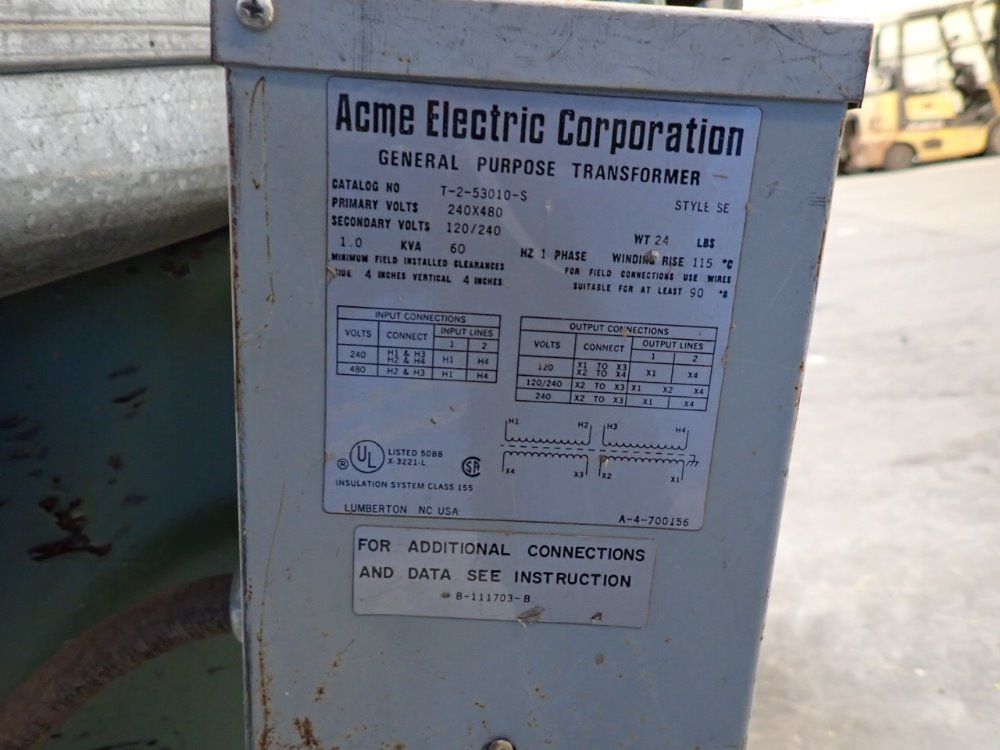 Acme Electric Corporation
GENERAL PURPOSE TRANSFORMER
CATALOG NO T-2-53010-S STYLE SE
PRIMARY VOLTS 240X480
SECONDARY VOLTS 120/240 WT 24 LBS
1.0 KVA 60 HZ 1 PHASE WINDING RISE 115 °C
MINIMUM FIELD INSTALLED CLEARANCES
SIDE 4 INCHES VERTICAL 4 INCHES
FOR FIELD CONNECTIONS USE WIRES
SUITABLE FOR AT LEAST 90
INPUT CONNECTIONS
VOLTS CONNECT INPUT LINES
1 2
240 H1 & H3 H2 & H4 H1 H4
480 H2 & H3 H1 H4
OUTPUT CONNECTIONS
VOLTS CONNECT OUTPUT LINES
1 2
120 X1 TO X3 X2 TO X4 X1 X4
120/240 X2 TO X3 X1 X2 X4
240 X2 TO X3 X1 X4
H1 H2 H3 H4
X4 X3 X2 X1
® UL LISTED 50B8
X-3221-L
SA
INSULATION SYSTEM CLASS 155
LUMBERTON NC USA A-4-700156
FOR ADDITIONAL CONNECTIONS
AND DATA SEE INSTRUCTION
B-111703-B
A